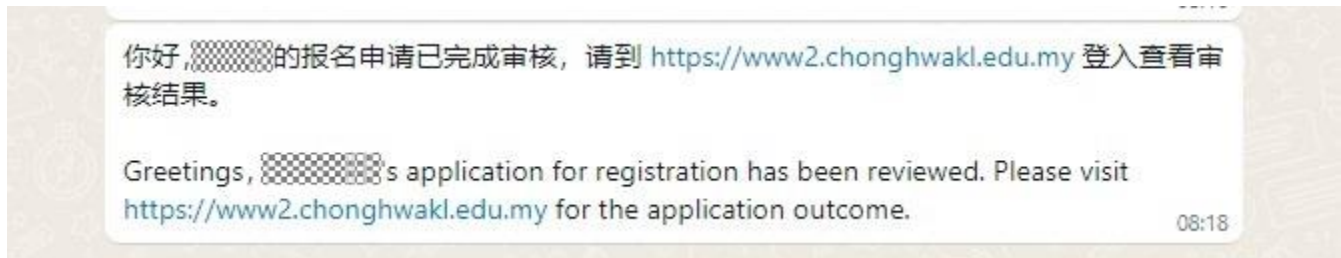 你好,的报名申请已完成审核，请到 https://www2.chonghwakl.edu.my 登入查看审
核结果。
Greetings, 's application for registration has been reviewed. Please visit
https://www2.chonghwakl.edu.my for the application outcome.
08:18